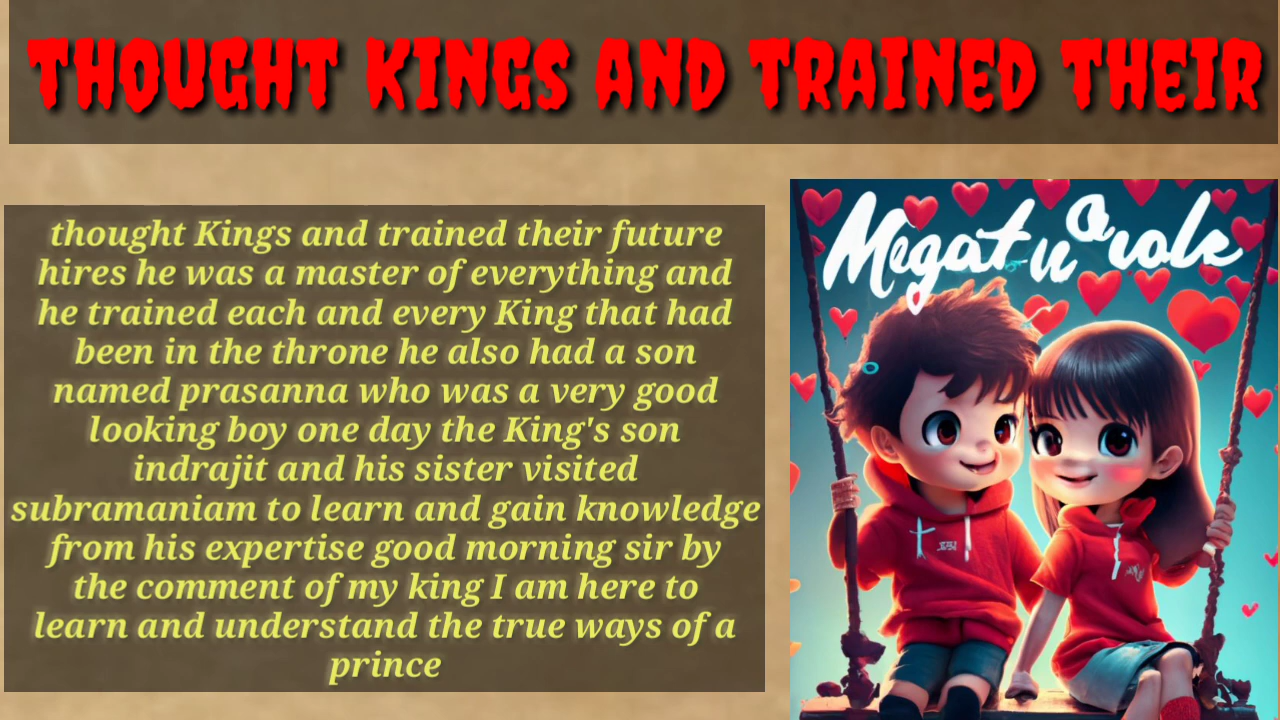 THOUGHT KINGS AND TRAINED THEIR
thought Kings and trained their future
hires he was a master of everything and
he trained each and every King that had
been in the throne he also had a son
named prasanna who was a very good
looking boy one day the King's son
indrajit and his sister visited
subramaniam to learn and gain knowledge
from his expertise good morning sir by
the comment of my king I am here to
learn and understand the true ways of a
prince